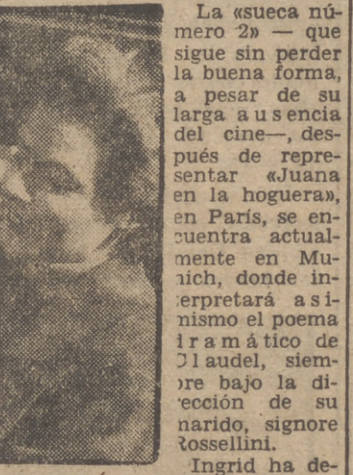 La «sueca nú-
mero 2» — que
sigue sin perder
la buena forma,
a pesar de su
larga ausencia
del cine—, des-
pués de repre-
sentar «Juana
en la hoguera»,
en París, se en-
cuentra actual-
mente en Mu-
nich, donde in-
terpretará asi-
mismo el poema
dramático de
Claudel, siem-
pre bajo la di-
rección de su
marido, signore
Rossellini.
Ingrid ha de-